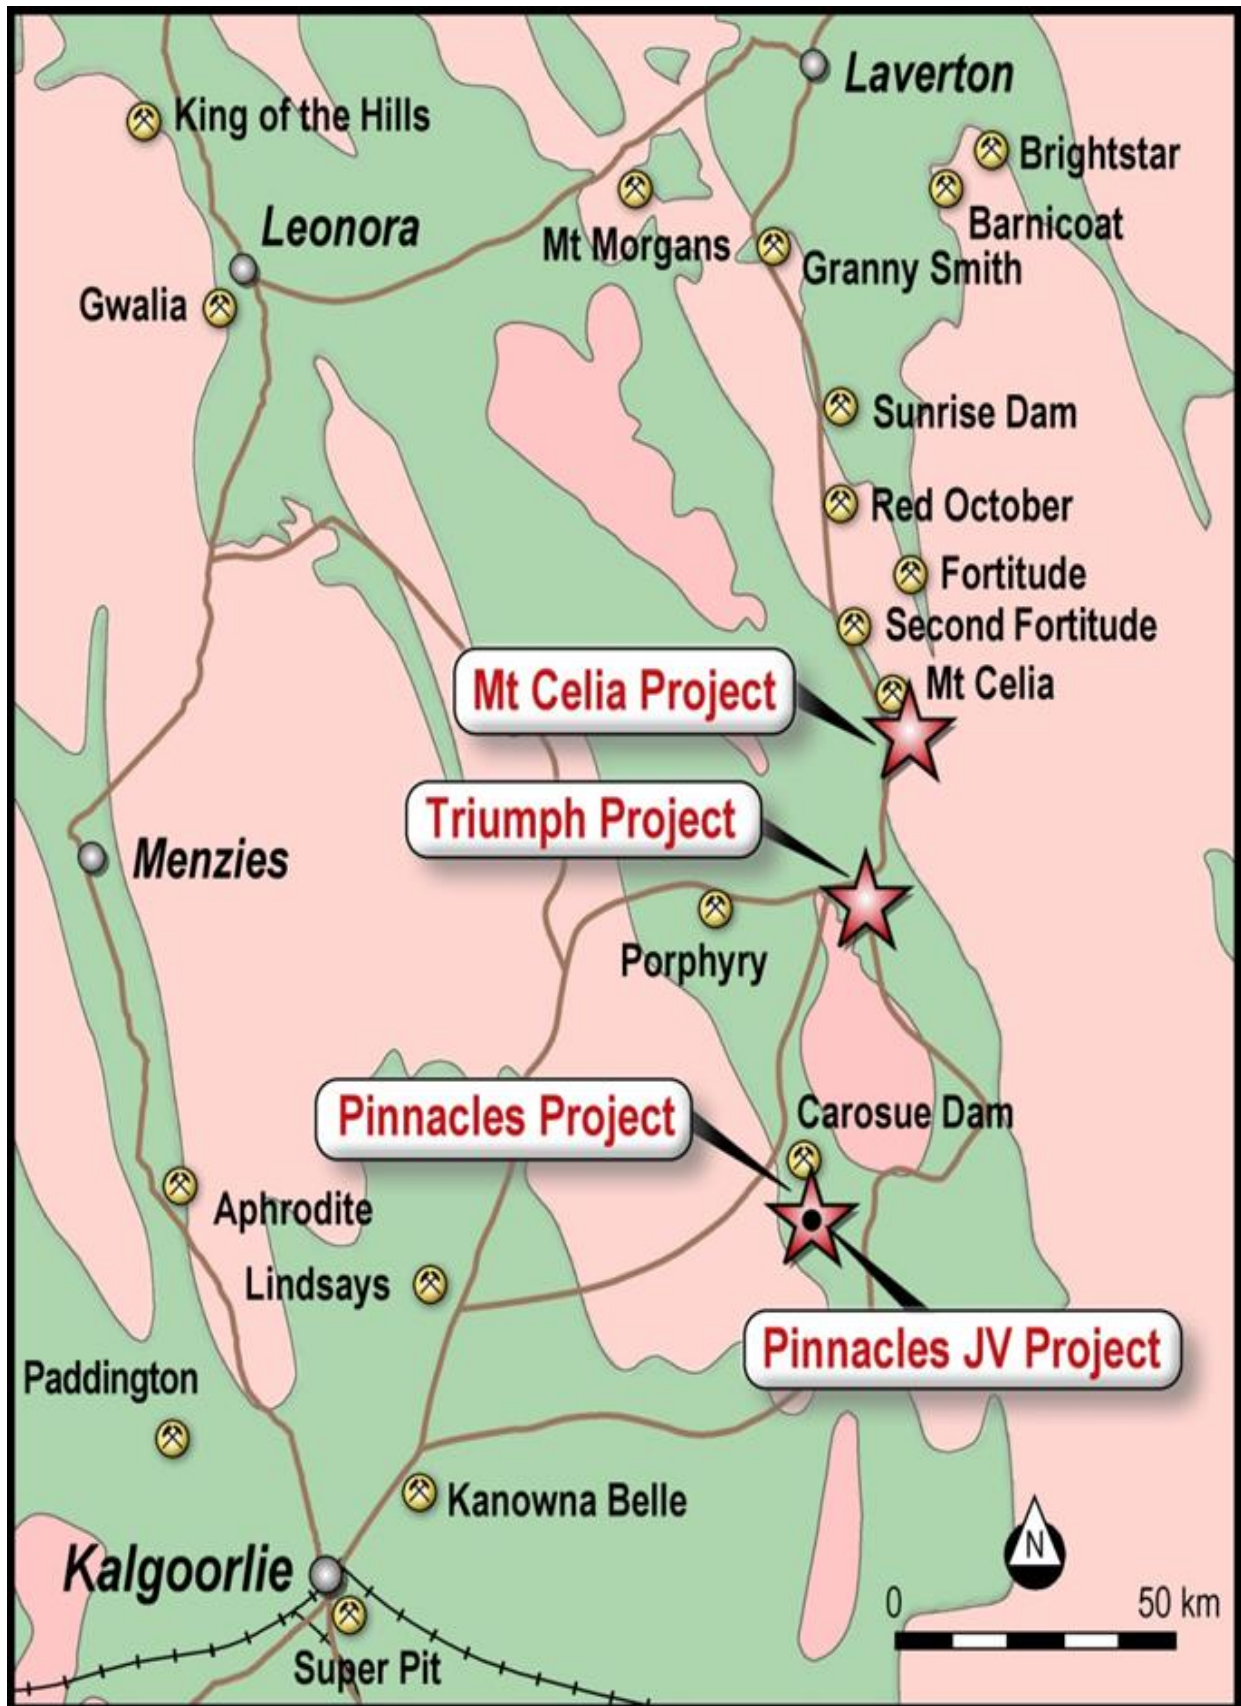 Laverton
King of the Hills
Brightstar
Leonora
Barnicoat
Mt Morgans
Granny Smith
Gwalia
Sunrise Dam
Red October
Fortitude
Second Fortitude
Mt Celia
Mt Celia Project
Triumph Project
Menzies
Porphyry
Pinnacles Project
Carosue Dam
Aphrodite
Lindsays
Pinnacles JV Project
Paddington
Kanowna Belle
N
Kalgoorlie
0 50 km
Super Pit